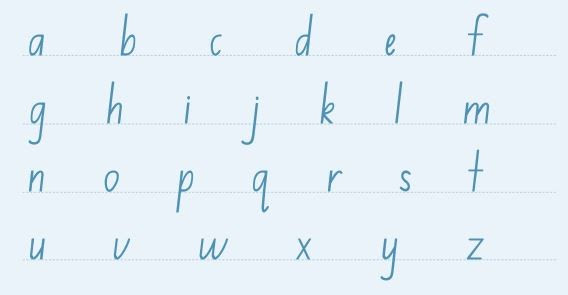 a b c d e f
g h i j k l m
n o p q r s t
u v w x y z